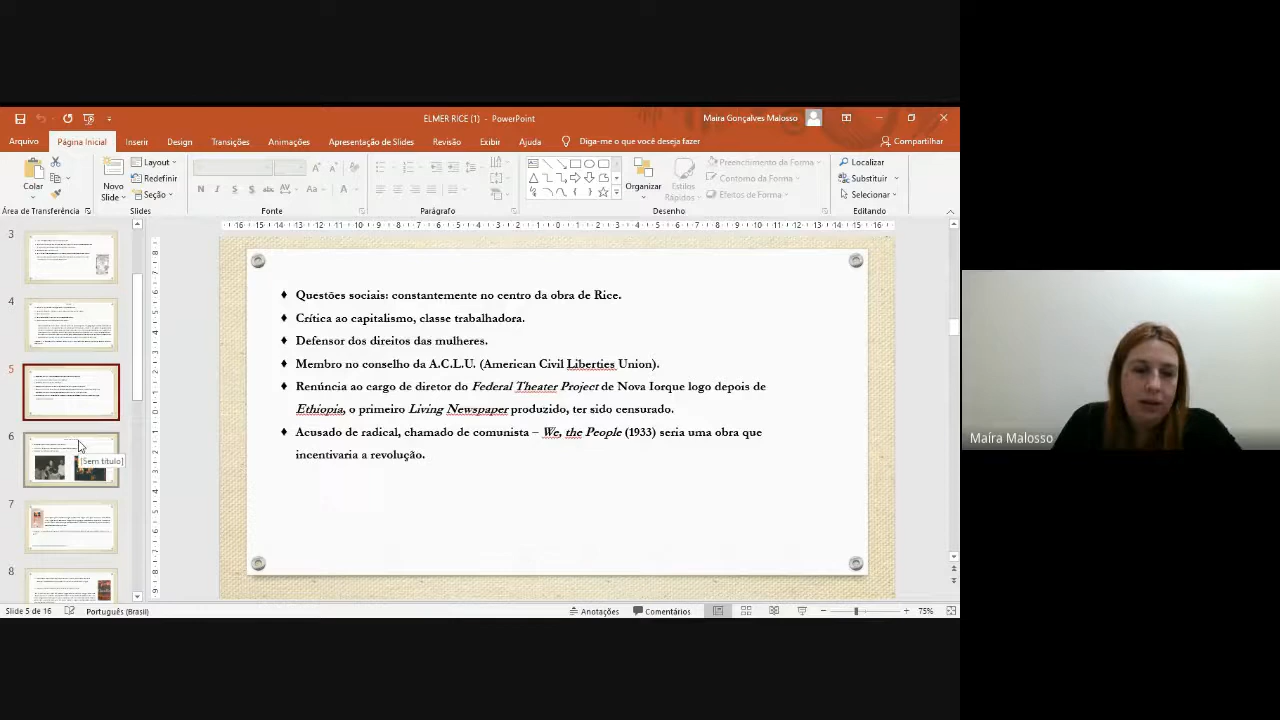 ELMER RICE (1) - PowerPoint
Maira Gonçalves Malosso
Arquivo
Página Inicial
Inserir
Design
Transições
Animações
Apresentação de Slides
Revisão
Exibir
Ajuda
Diga-me o que você deseja fazer
Compartilhar
Colar
Novo
Slide
Layout
Redefinir
Seção
Organizar
Estilos
Rápidos
Preenchimento da Forma
Contorno da Forma
Efeitos de Forma
Localizar
Substituir
Selecionar
Área de Transferência
Slides
Fonte
Parágrafo
Desenho
Editando
3
4
5
6
[Sem título]
7
8
Questões sociais: constantemente no centro da obra de Rice.
Crítica ao capitalismo, classe trabalhadora.
Defensor dos direitos das mulheres.
Membro no conselho da A.C.L.U. (American Civil Liberties Union).
Renúncia ao cargo de diretor do Federal Theater Project de Nova Iorque logo depois de
Ethiopia, o primeiro Living Newspaper produzido, ter sido censurado.
Acusado de radical, chamado de comunista – We, the People (1933) seria uma obra que
incentivaria a revolução.
Maíra Malosso
Slide 5 de 16
Português (Brasil)
Anotações
Comentários
75%